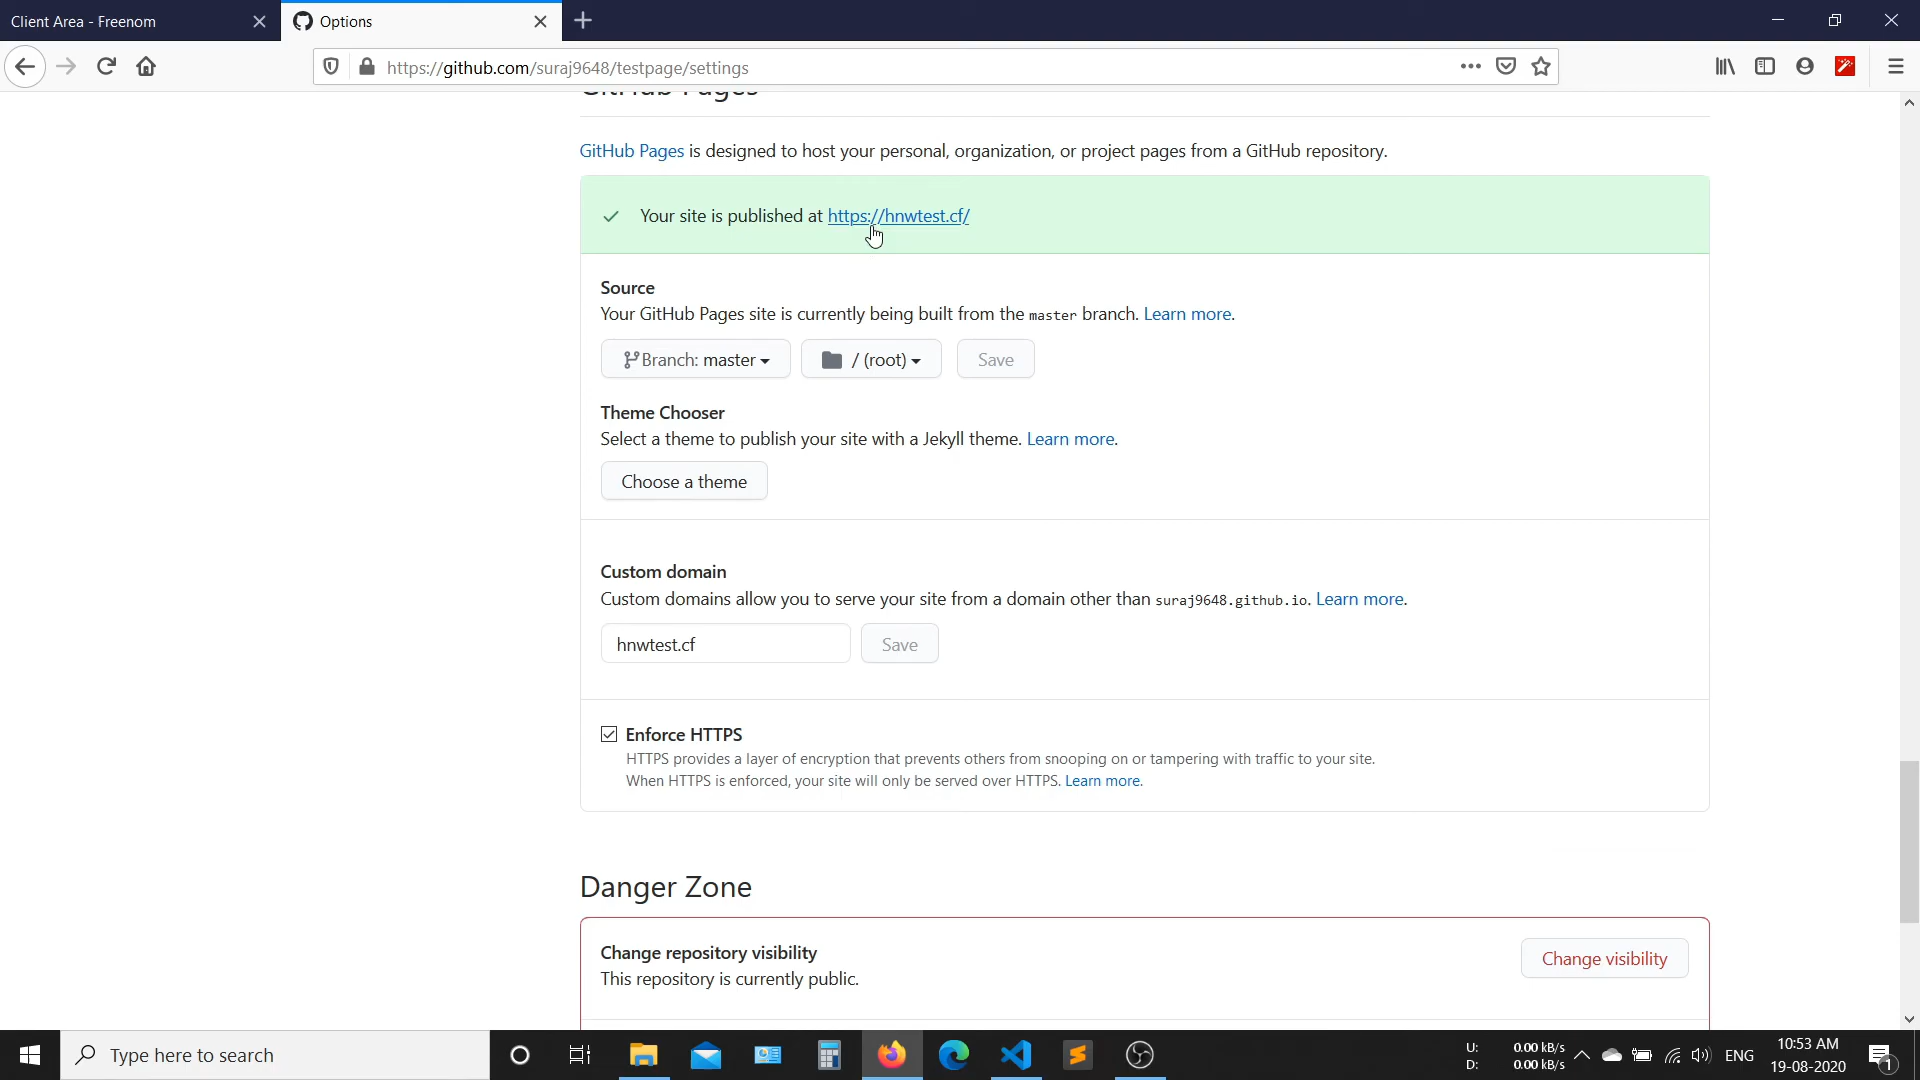 Client Area - Freenom
Options
https://github.com/suraj9648/testpage/settings
GitHub Pages
GitHub Pages is designed to host your personal, organization, or project pages from a GitHub repository.
Your site is published at https://hnwtest.cf/
Source
Your GitHub Pages site is currently being built from the master branch. Learn more.
Branch: master
/ (root)
Save
Theme Chooser
Select a theme to publish your site with a Jekyll theme. Learn more.
Choose a theme
Custom domain
Custom domains allow you to serve your site from a domain other than suraj9648.github.io. Learn more.
hnwtest.cf
Save
Enforce HTTPS
HTTPS provides a layer of encryption that prevents others from snooping on or tampering with traffic to your site.
When HTTPS is enforced, your site will only be served over HTTPS. Learn more.
Danger Zone
Change repository visibility
This repository is currently public.
Change visibility
Type here to search
U: 0.00 kB/s
D: 0.00 kB/s
ENG
10:53 AM
19-08-2020
1